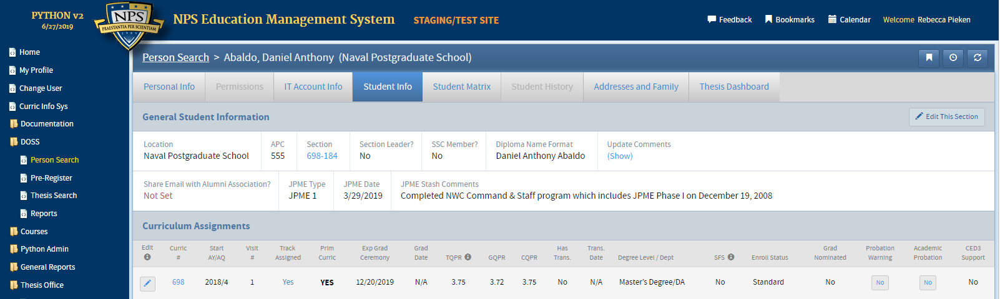 PYTHON v2
6/27/2019
NPS
PRAESTANTIA PER SCIENTIAM
1909
NPS Education Management System
STAGING/TEST SITE
Feedback
Bookmarks
Calendar
Welcome Rebecca Pieken
Home
My Profile
Change User
Curric Info Sys
Documentation
DOSS
Person Search
Pre-Register
Thesis Search
Reports
Courses
Python Admin
General Reports
Thesis Office
Person Search > Abaldo, Daniel Anthony (Naval Postgraduate School)
Personal Info Permissions IT Account Info Student Info Student Matrix Student History Addresses and Family Thesis Dashboard
General Student Information
Edit This Section
Location APC Section Section Leader? SSC Member? Diploma Name Format Update Comments
Naval Postgraduate School 555 698-184 No No Daniel Anthony Abaldo (Show)
Share Email with Alumni Association? JPME Type JPME Date JPME Stash Comments
Not Set JPME 1 3/29/2019 Completed NWC Command & Staff program which includes JPME Phase I on December 19, 2008
Curriculum Assignments
Edit Curric Start Visit Track Prim Exp Grad Grad Has Trans. Grad Probation Academic CED3
# AY/AQ # Assigned Curric Ceremony Date TQPR GQPR CQPR Trans. Date Degree Level / Dept SFS Enroll Status Nominated Warning Probation Support
698 2018/4 1 Yes YES 12/20/2019 N/A 3.75 3.72 3.75 No N/A Master's Degree/DA No Standard No No No No